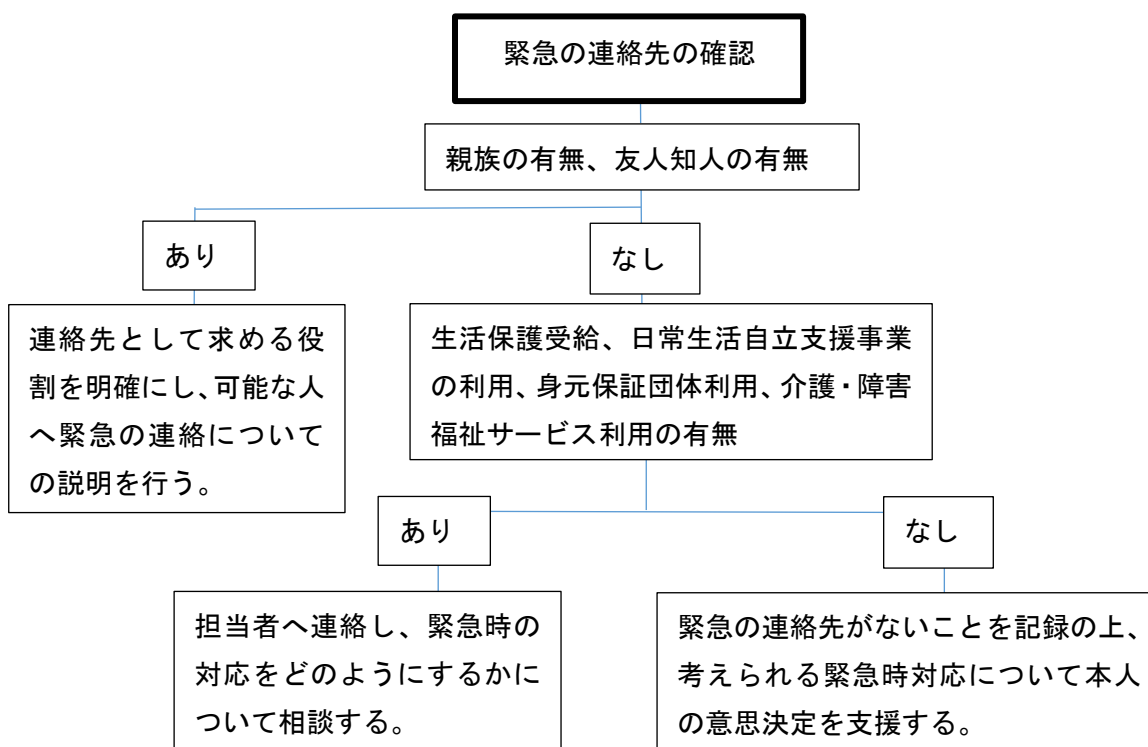 緊急の連絡先の確認
親族の有無、友人知人の有無
あり
なし
連絡先として求める役
割を明確にし、可能な人
へ緊急の連絡について
の説明を行う。
生活保護受給、日常生活自立支援事業
の利用、身元保証団体利用、介護・障害
福祉サービス利用の有無
あり
なし
担当者へ連絡し、緊急時の
対応をどのようにするかに
ついて相談する。
緊急の連絡先がないことを記録の上、
考えられる緊急時対応について本人
の意思決定を支援する。